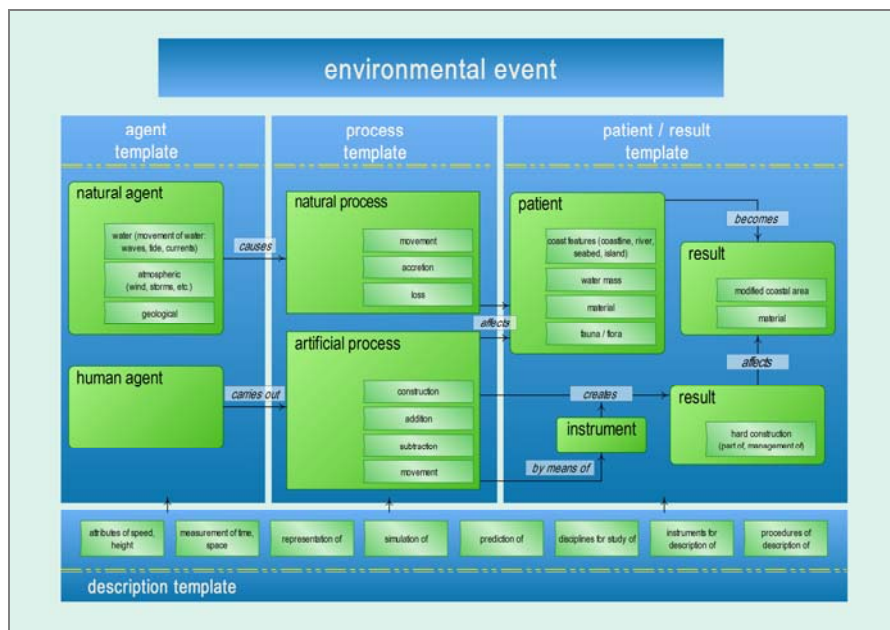 environmental event
agent
template
process
template
patient / result
template
natural agent
water (movement of water:
waves, tide, currents)
atmospheric
(wind, storms, etc.)
geological
causes
natural process
movement
accretion
loss
patient
coast features (coastline, river,
seabed, island)
water mass
material
fauna / flora
becomes
result
modified coastal area
material
affects
human agent
carries out
artificial process
construction
addition
subtraction
movement
creates
instrument
by means of
affects
result
hard construction
(part of, management of)
attributes of speed,
height
measurement of time,
space
representation of
simulation of
prediction of
disciplines for study of
instruments for
description of
procedures of
description of
description template